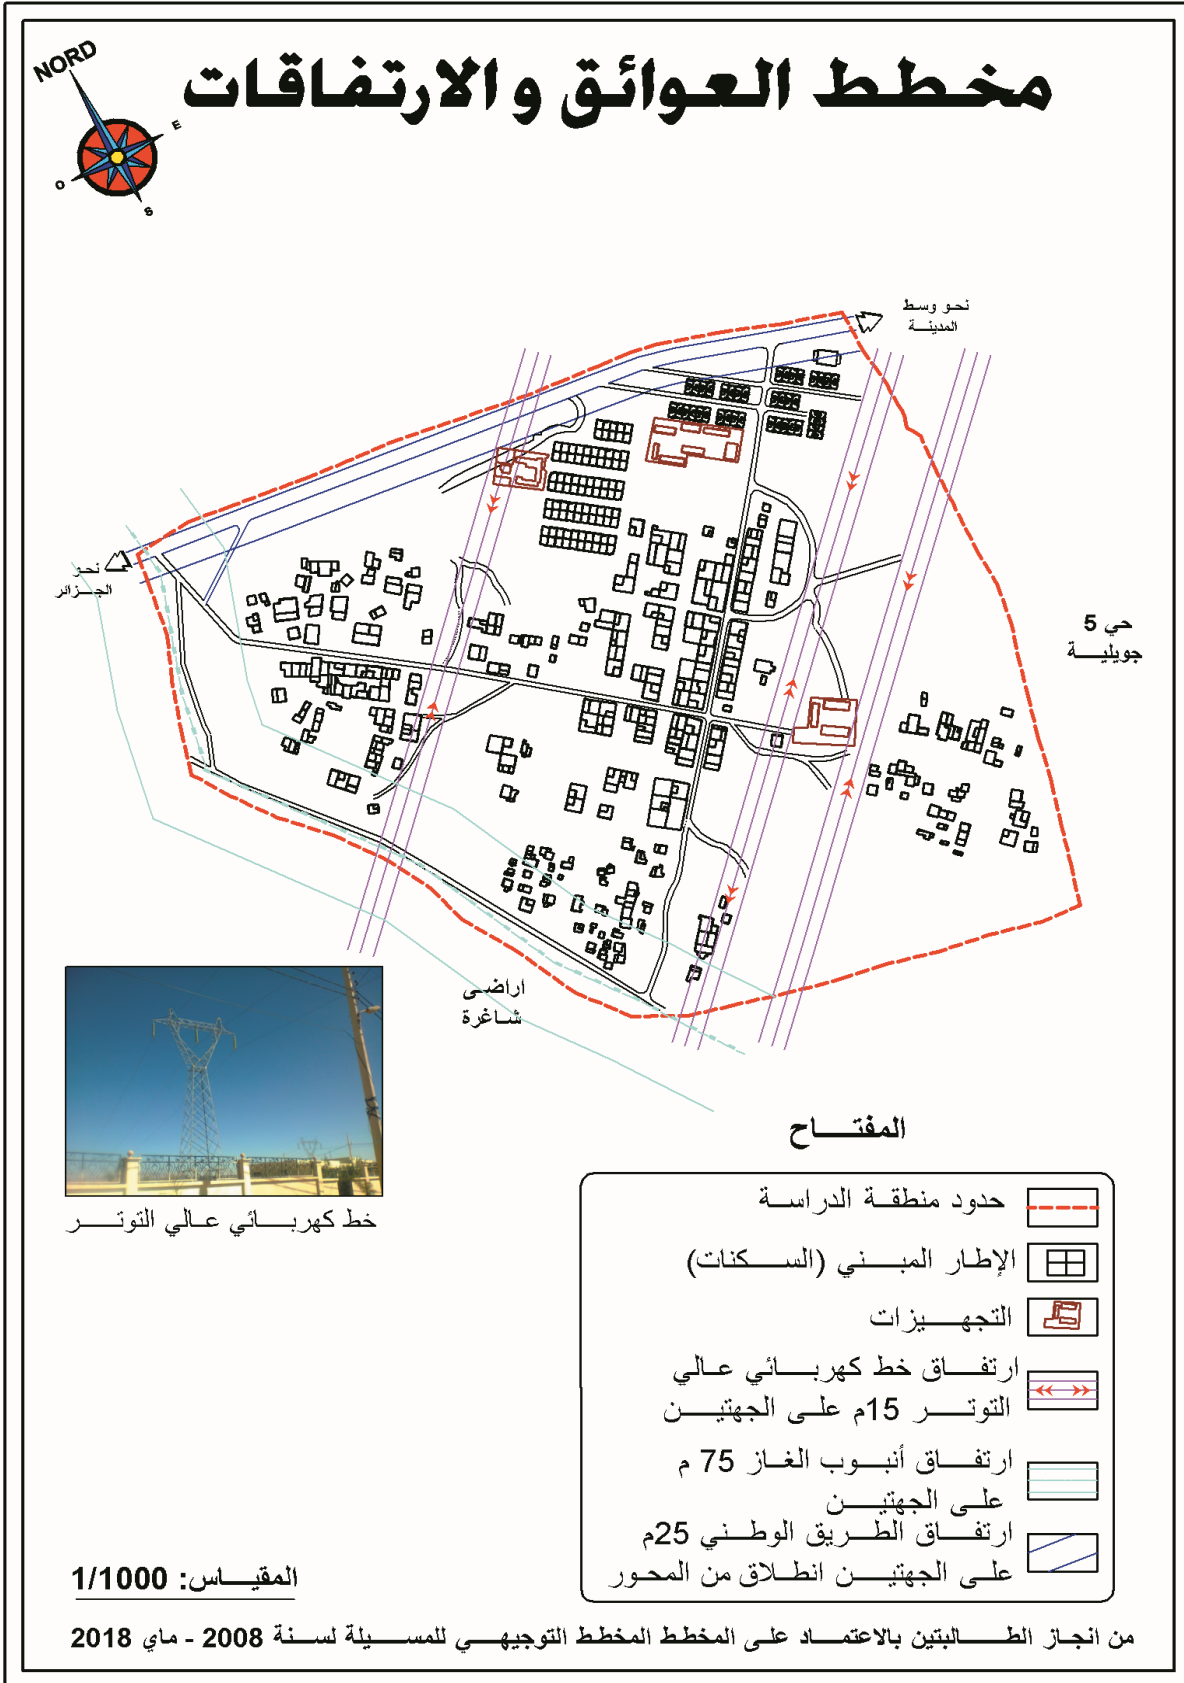 NORD
E
O
S
مخطط العوائق و الارتفاقات
نحو وسط
المدينة
نحو
الجزائر
حي 5
جويلية
اراضى
شاغرة
خط كهربائي عالي التوتر
المفتاح
حدود منطقة الدراسة
الإطار المبني (السكنات)
التجهيزات
ارتفاق خط كهربائي عالي
التوتر 15م على الجهتين
ارتفاق أنبوب الغاز 75 م
على الجهتين
ارتفاق الطريق الوطني 25م
على الجهتين انطلاق من المحور
المقياس: 1/1000
من انجاز الطالبتين بالاعتماد على المخطط المخطط التوجيهي للمسيلة لسنة 2008 - ماي 2018